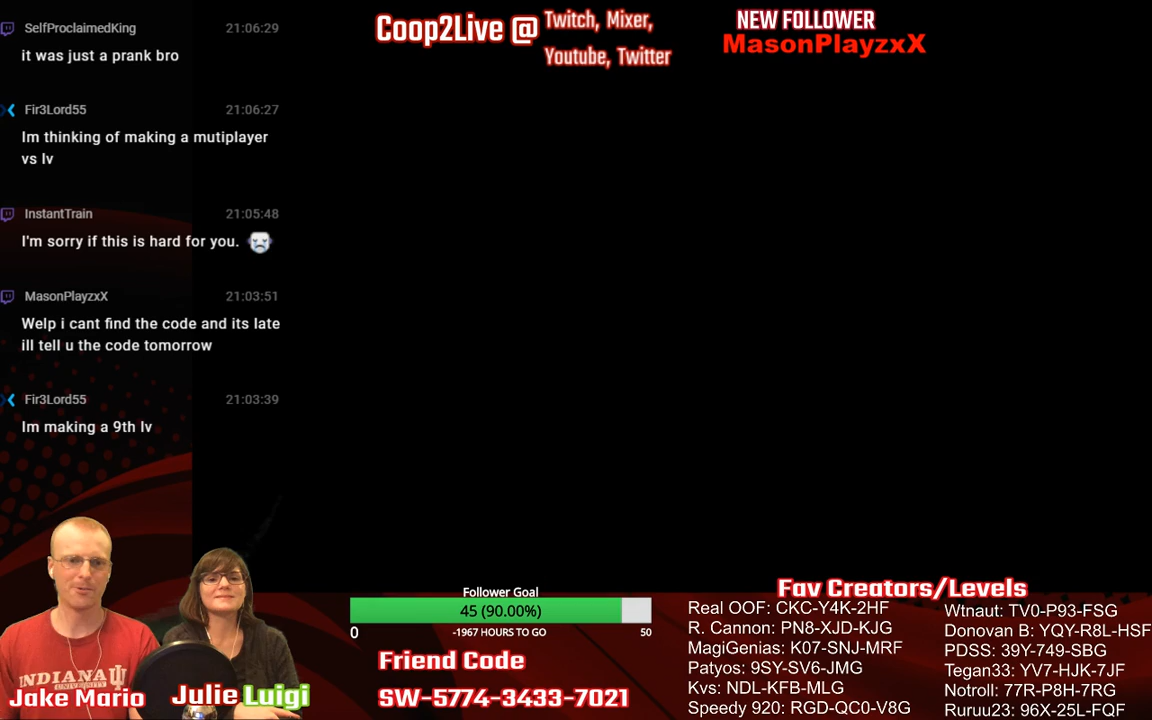 SelfProclaimedKing 21:06:29
it was just a prank bro
Fir3Lord55 21:06:27
Im thinking of making a mutiplayer
vs lv
InstantTrain 21:05:48
I'm sorry if this is hard for you.
MasonPlayzxX 21:03:51
Welp i cant find the code and its late
ill tell u the code tomorrow
Fir3Lord55 21:03:39
Im making a 9th lv
Coop2Live @ Twitch, Mixer,
Youtube, Twitter
NEW FOLLOWER
MasonPlayzxX
INDIANA
UNIVERSITY
Jake Mario
Julie Luigi
Follower Goal
45 (90.00%)
0 -1967 HOURS TO GO 50
Friend Code
SW-5774-3433-7021
Fav Creators/Levels
Real OOF: CKC-Y4K-2HF
R. Cannon: PN8-XJD-KJG
MagiGenias: K07-SNJ-MRF
Patyos: 9SY-SV6-JMG
Kvs: NDL-KFB-MLG
Speedy 920: RGD-QC0-V8G
Wtnaut: TV0-P93-FSG
Donovan B: YQY-R8L-HSF
PDSS: 39Y-749-SBG
Tegan33: YV7-HJK-7JF
Notroll: 77R-P8H-7RG
Ruruu23: 96X-25L-FQF